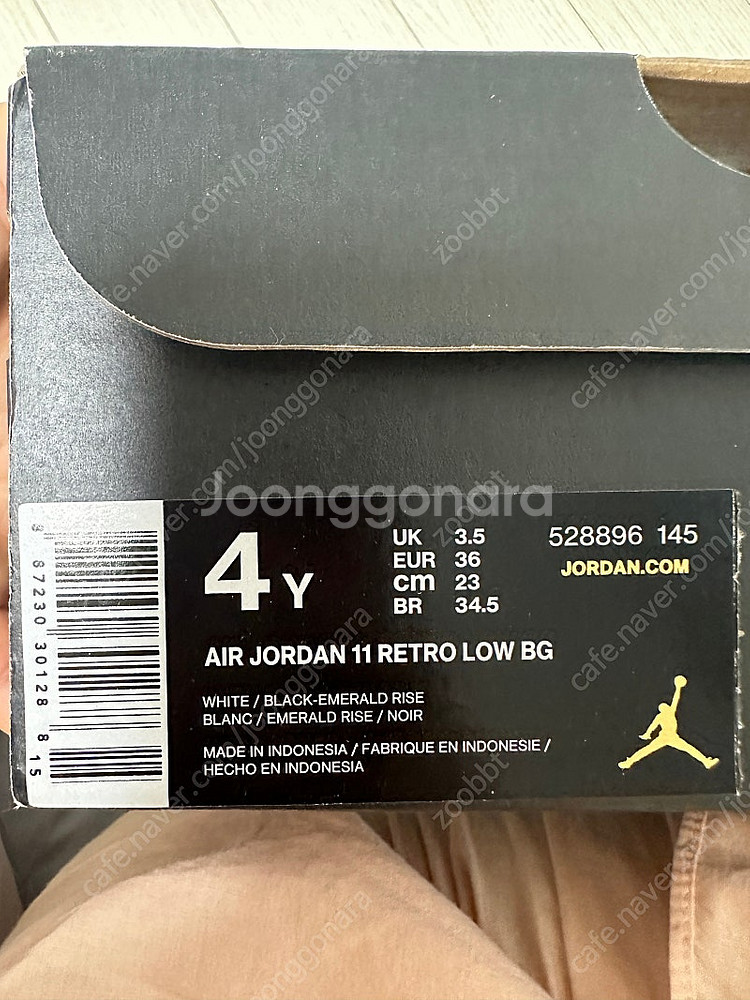 Joonggonara
4 Y
UK 3.5
EUR 36
cm 23
BR 34.5
528896 145
JORDAN.COM
AIR JORDAN 11 RETRO LOW BG
WHITE / BLACK-EMERALD RISE
BLANC / EMERALD RISE / NOIR
MADE IN INDONESIA / FABRIQUE EN INDONESIE /
HECHO EN INDONESIA
87230 30128 8
15
cafe.naver.com/joonggonara
zoobbt